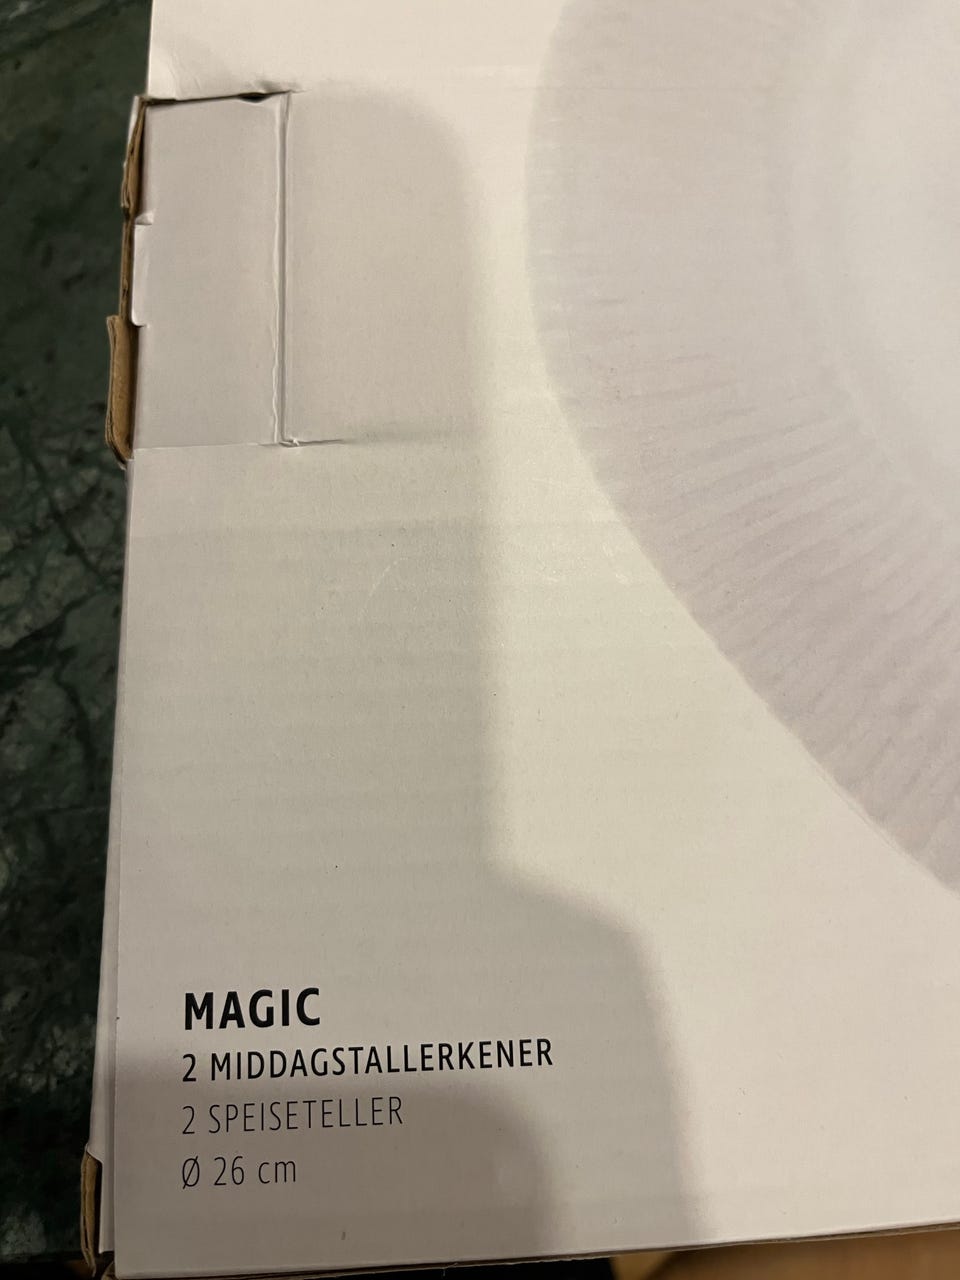 MAGIC
2 MIDDAGSTALLERKENER
2 SPEISETELLER
Ø 26 cm